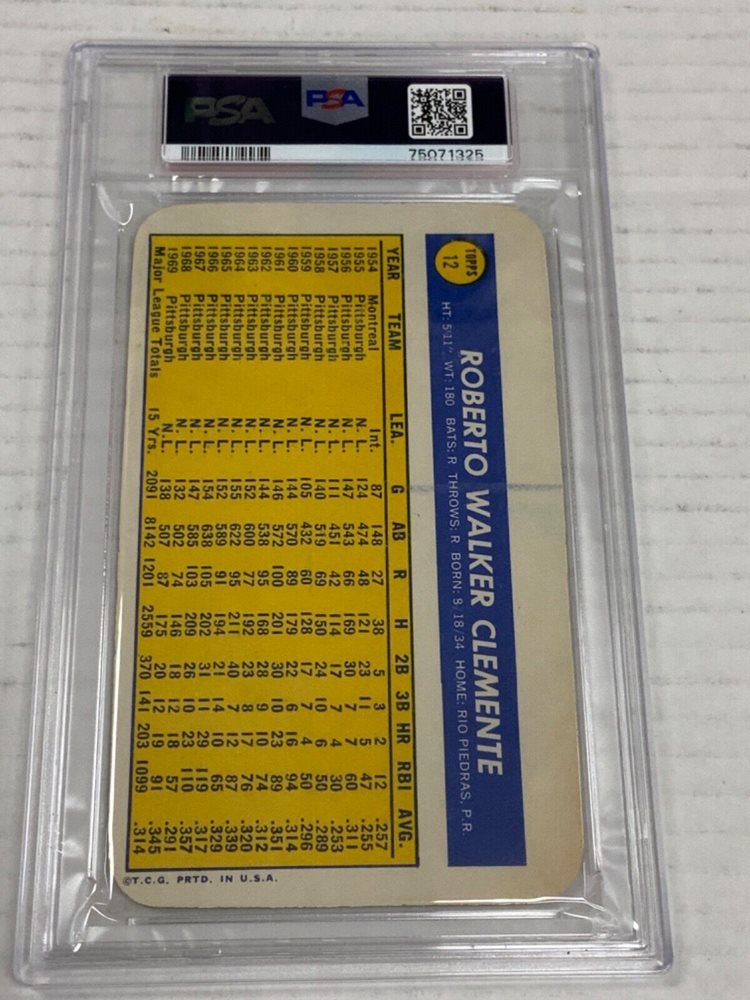 PSA
PSA
75071325
TOPPS
12
ROBERTO WALKER CLEMENTE
HT: 5'11" WT: 180 BATS: R THROWS: R BORN: 8/18/34 HOME: RIO PIEDRAS, P.R.
YEAR TEAM LEA. G AB R H 2B 3B HR RBI AVG.
1954 Montreal Int. 87 148 27 38 5 3 2 12 .257
1955 Pittsburgh N. L. 124 474 48 121 23 11 5 47 .255
1956 Pittsburgh N. L. 147 543 66 169 30 7 7 60 .311
1957 Pittsburgh N. L. 111 451 42 114 17 7 4 30 .253
1958 Pittsburgh N. L. 140 519 69 150 24 10 6 50 .289
1959 Pittsburgh N. L. 105 432 60 128 17 7 4 50 .296
1960 Pittsburgh N. L. 144 570 89 179 22 6 16 94 .314
1961 Pittsburgh N. L. 146 572 100 201 30 10 23 89 .351
1962 Pittsburgh N. L. 144 538 95 168 28 9 10 74 .312
1963 Pittsburgh N. L. 152 600 77 192 23 8 17 76 .320
1964 Pittsburgh N. L. 155 622 95 211 40 7 12 87 .339
1965 Pittsburgh N. L. 152 589 91 194 21 14 10 65 .329
1966 Pittsburgh N. L. 154 638 105 202 31 11 29 119 .317
1967 Pittsburgh N. L. 147 585 103 209 26 10 23 110 .357
1968 Pittsburgh N. L. 132 502 74 146 18 12 18 57 .291
1969 Pittsburgh N.L. 138 507 87 175 20 12 19 91 .345
Major League Totals 15 Yrs. 2091 8142 1201 2559 370 141 203 1099 .314
©T.C.G. PRTD. IN U.S.A.